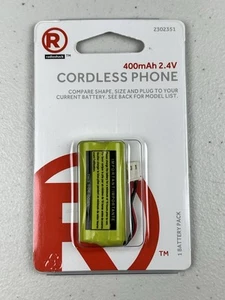 2302351
R
radioshack
400mAh 2.4V
CORDLESS PHONE
COMPARE SHAPE, SIZE AND PLUG TO YOUR
CURRENT BATTERY. SEE BACK FOR MODEL LIST.
1 BATTERY PACK
R
TM